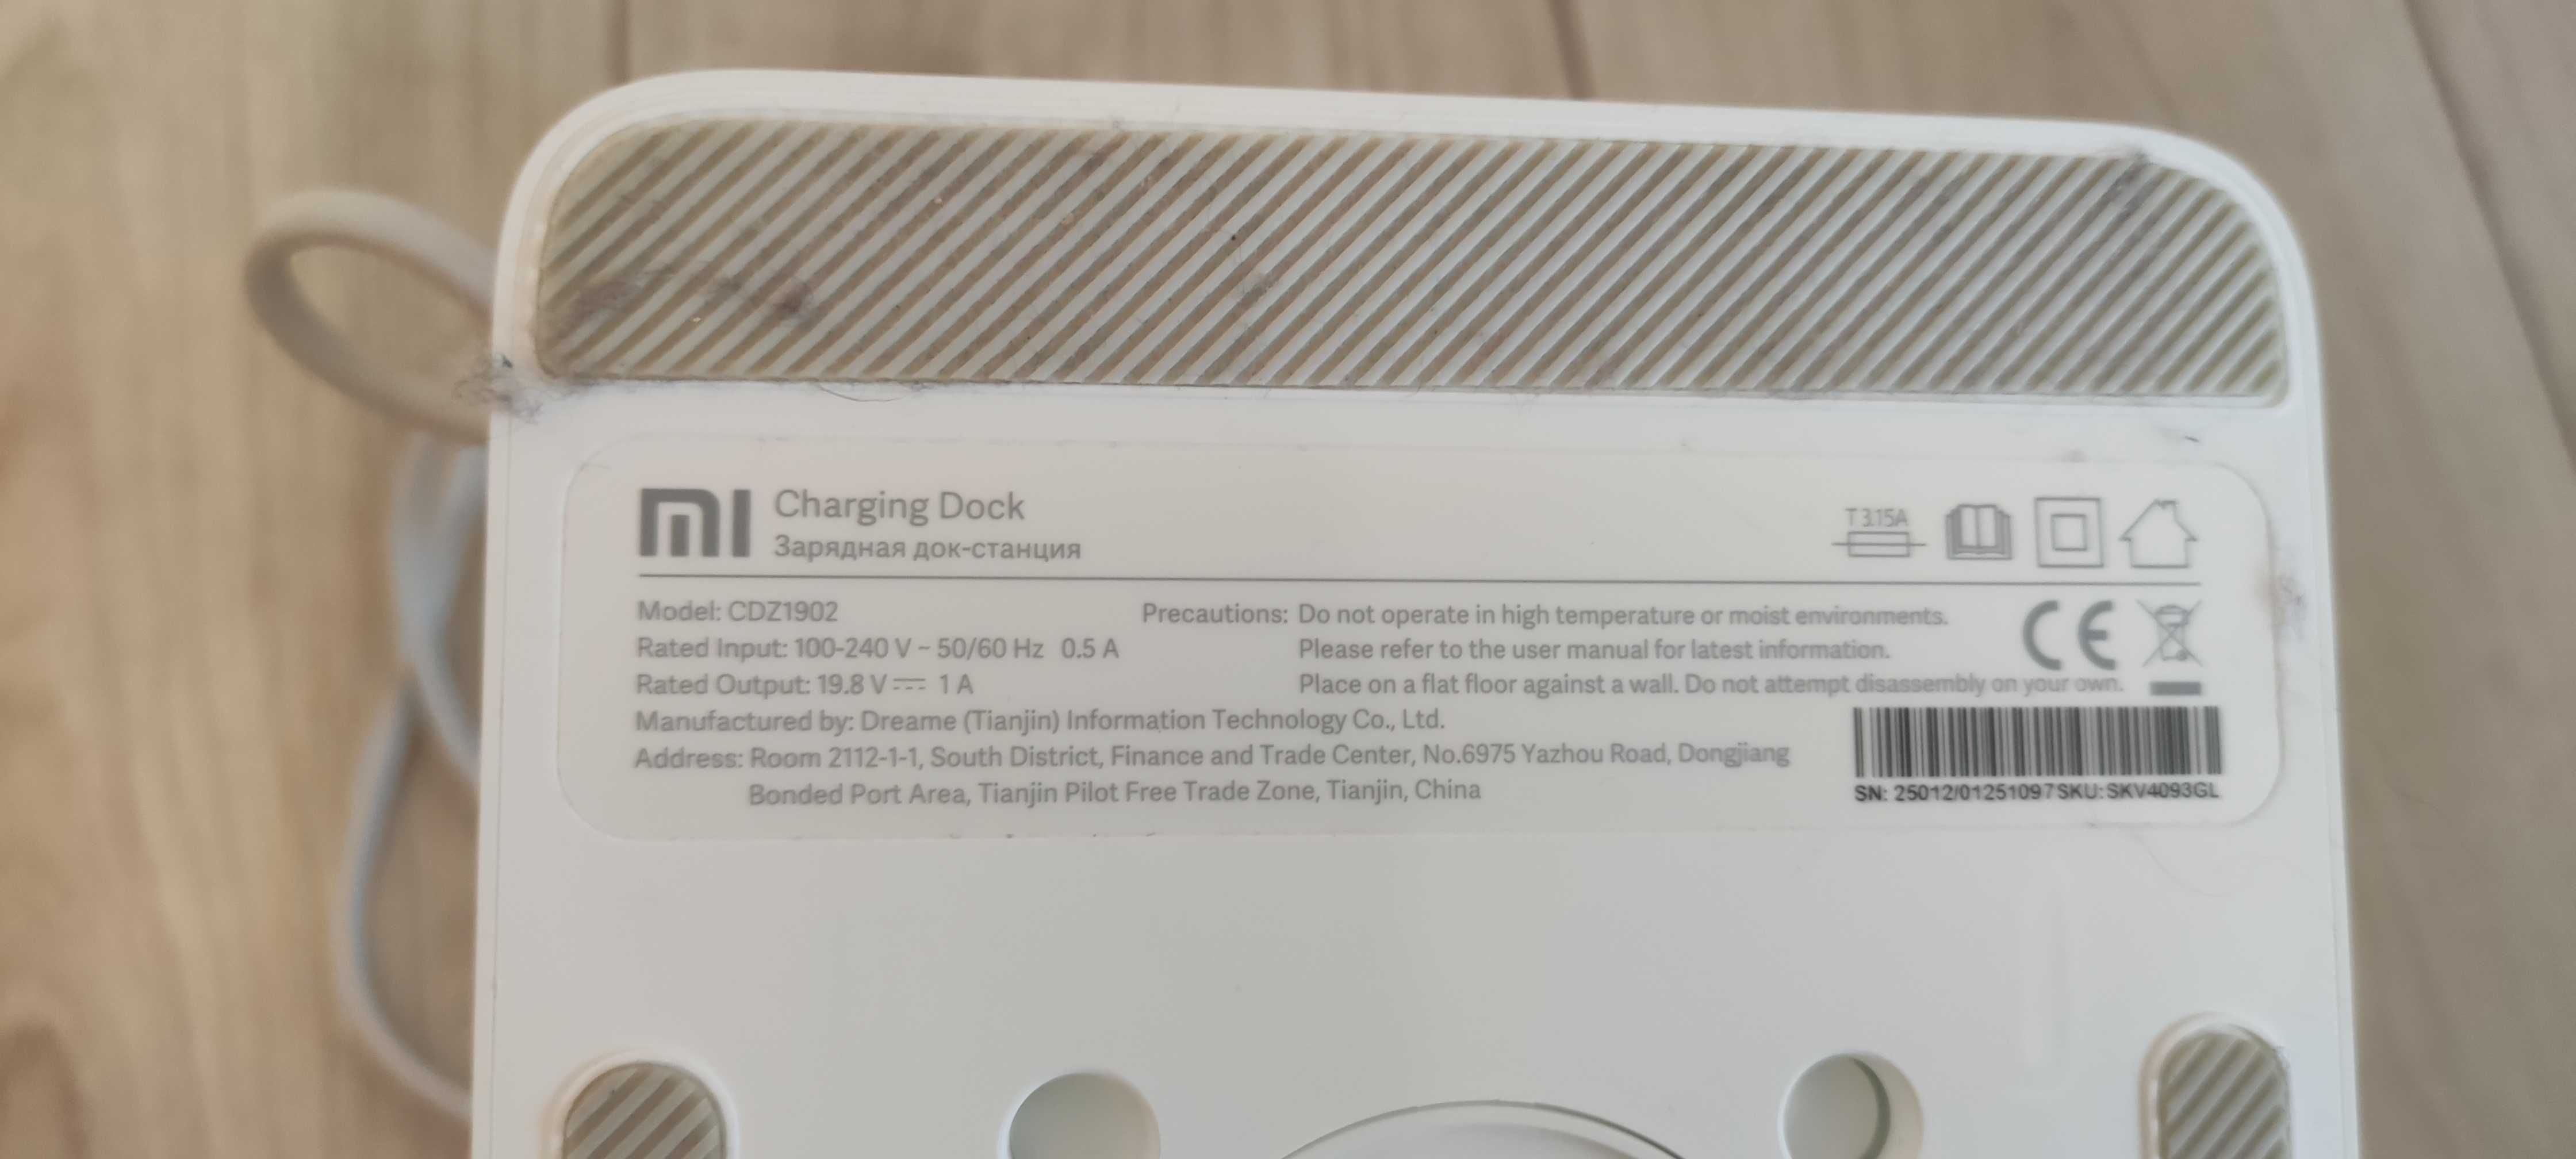 mi Charging Dock
Зарядная док-станция
T 3.15A
Model: CDZ1902
Rated Input: 100-240 V ~ 50/60 Hz 0.5 A
Rated Output: 19.8 V ⎓ 1 A
Precautions: Do not operate in high temperature or moist environments.
Please refer to the user manual for latest information.
Place on a flat floor against a wall. Do not attempt disassembly on your own.
CE
Manufactured by: Dreame (Tianjin) Information Technology Co., Ltd.
Address: Room 2112-1-1, South District, Finance and Trade Center, No.6975 Yazhou Road, Dongjiang
Bonded Port Area, Tianjin Pilot Free Trade Zone, Tianjin, China
SN: 25012/01251097 SKU: SKV4093GL